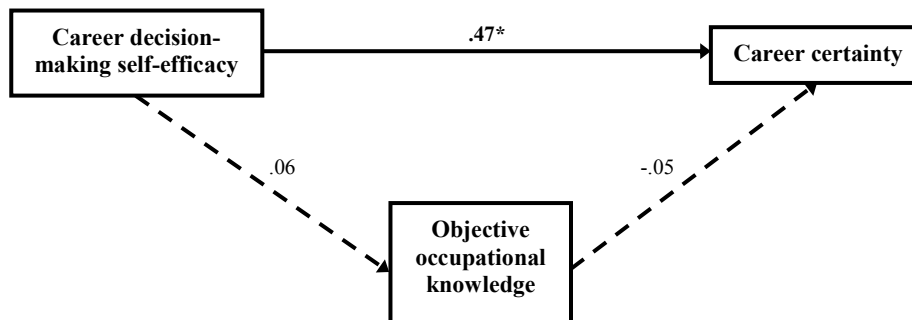 Career decision-
making self-efficacy
.47*
Career certainty
.06
-.05
Objective
occupational
knowledge